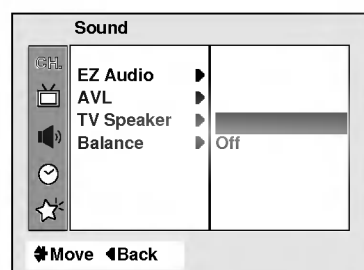 Sound
CH.
EZ Audio
AVL
TV Speaker
Balance
Off
Move Back